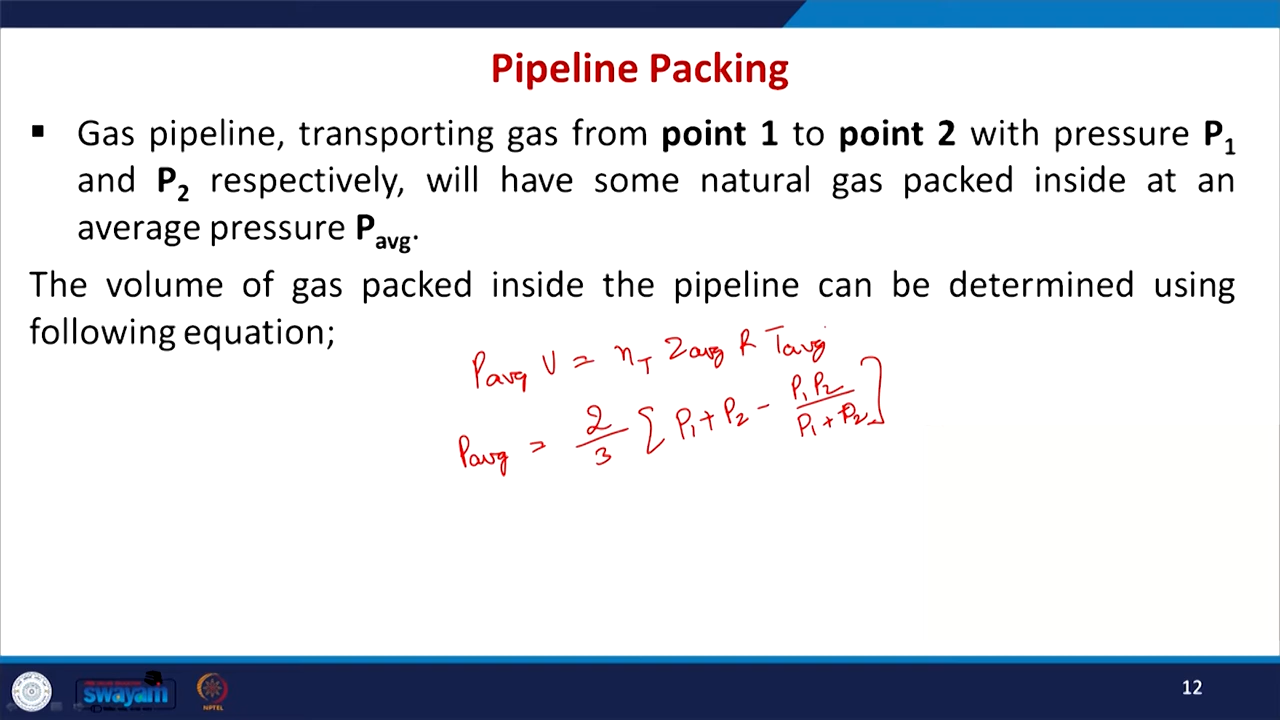 Pipeline Packing
▪ Gas pipeline, transporting gas from point 1 to point 2 with pressure P₁
and P₂ respectively, will have some natural gas packed inside at an
average pressure Pavg.
The volume of gas packed inside the pipeline can be determined using
following equation;
Pavg V = nT Zavg R Tavg
Pavg = 2/3 [P₁ + P₂ - P₁P₂/(P₁ + P₂)]
swayam
NPTEL
12